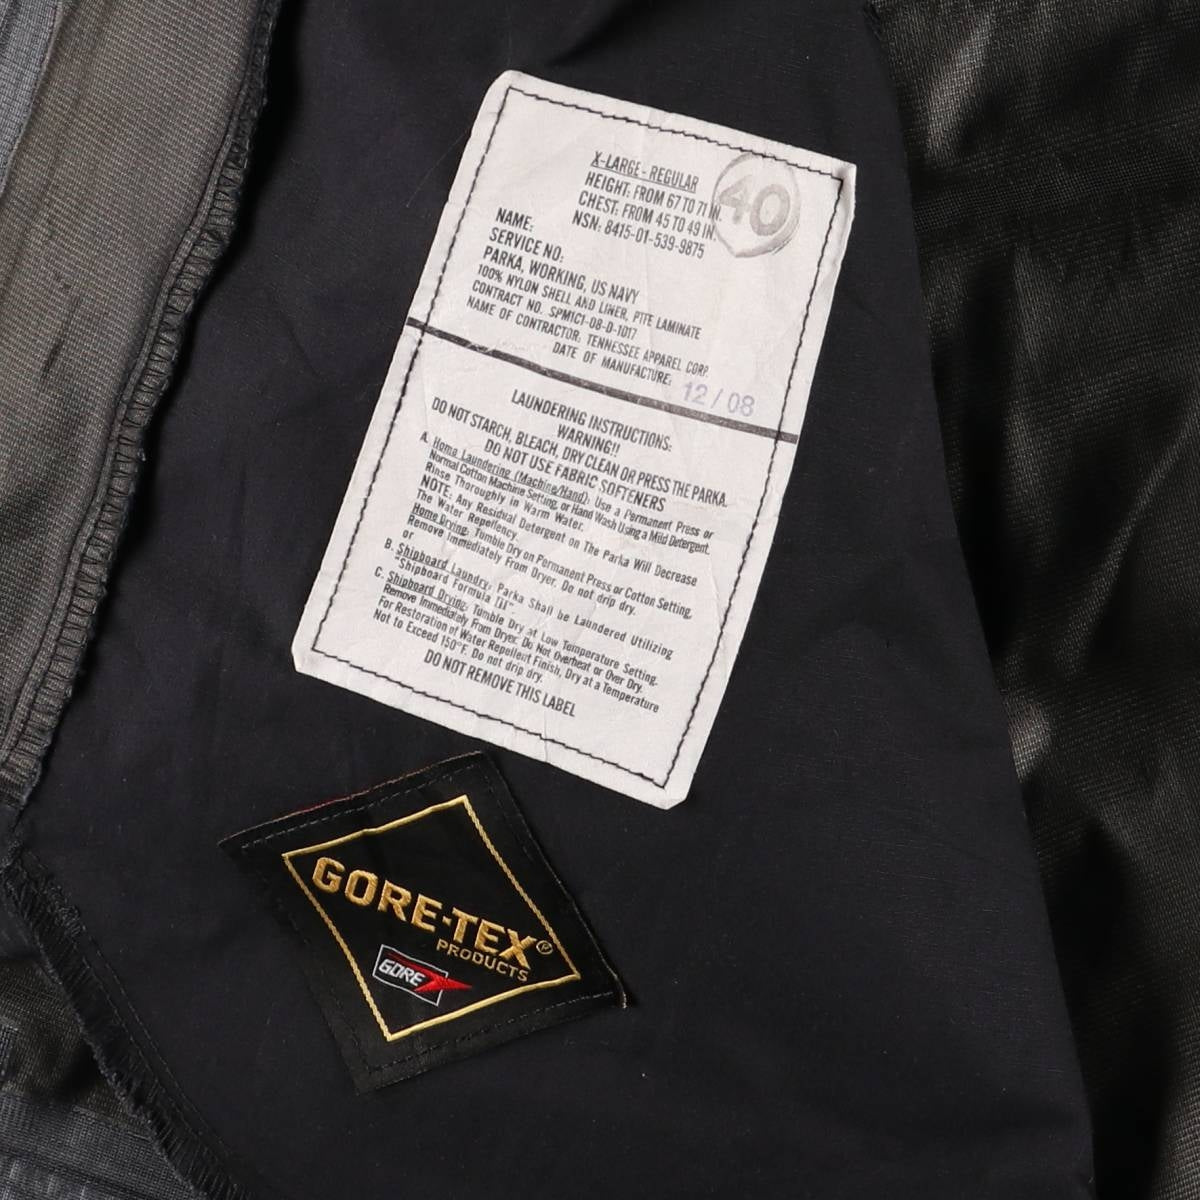 X-LARGE - REGULAR
HEIGHT: FROM 67 TO 71 IN.
CHEST: FROM 45 TO 49 IN.
NSN: 8415-01-539-9875
40
NAME:
SERVICE NO:
PARKA, WORKING, US NAVY
100% NYLON SHELL AND LINER, PTFE LAMINATE
CONTRACT NO. SPM1C1-08-D-1017
NAME OF CONTRACTOR: TENNESSEE APPAREL CORP.
DATE OF MANUFACTURE: 12/08
LAUNDERING INSTRUCTIONS:
WARNING!!
DO NOT STARCH, BLEACH, DRY CLEAN OR PRESS THE PARKA.
DO NOT USE FABRIC SOFTENERS
A. Home Laundering (Machine/Hand): Use a Permanent Press or
Normal Cotton Machine Setting, or Hand Wash Using a Mild Detergent.
Rinse Thoroughly in Warm Water.
NOTE: Any Residual Detergent on The Parka Will Decrease
The Water Repellency.
Home Drying: Tumble Dry on Permanent Press or Cotton Setting,
Remove Immediately From Dryer. Do not drip dry.
or
B. Shipboard Laundry: Parka Shall be Laundered Utilizing
"Shipboard Formula III".
C. Shipboard Drying: Tumble Dry at Low Temperature Setting.
Remove Immediately From Dryer. Do Not Overheat or Over Dry.
For Restoration of Water Repellent Finish, Dry at a Temperature
Not to Exceed 150°F. Do not drip dry.
DO NOT REMOVE THIS LABEL
GORE-TEX®
PRODUCTS
GORE